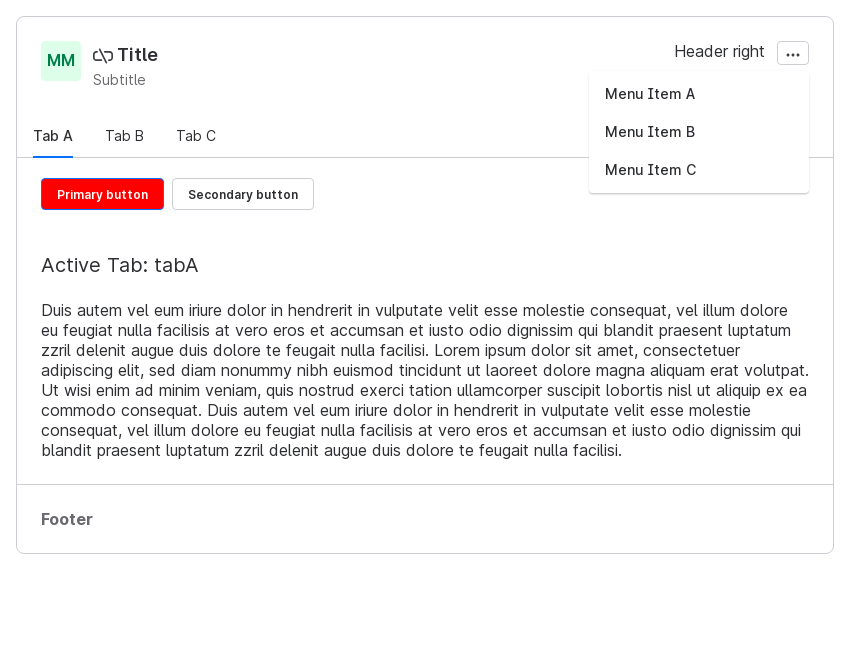 MM
Title
Subtitle
Header right
Menu Item A
Menu Item B
Menu Item C
Tab A
Tab B
Tab C
Primary button
Secondary button
Active Tab: tabA
Duis autem vel eum iriure dolor in hendrerit in vulputate velit esse molestie consequat, vel illum dolore
eu feugiat nulla facilisis at vero eros et accumsan et iusto odio dignissim qui blandit praesent luptatum
zzril delenit augue duis dolore te feugait nulla facilisi. Lorem ipsum dolor sit amet, consectetuer
adipiscing elit, sed diam nonummy nibh euismod tincidunt ut laoreet dolore magna aliquam erat volutpat.
Ut wisi enim ad minim veniam, quis nostrud exerci tation ullamcorper suscipit lobortis nisl ut aliquip ex ea
commodo consequat. Duis autem vel eum iriure dolor in hendrerit in vulputate velit esse molestie
consequat, vel illum dolore eu feugiat nulla facilisis at vero eros et accumsan et iusto odio dignissim qui
blandit praesent luptatum zzril delenit augue duis dolore te feugait nulla facilisi.
Footer